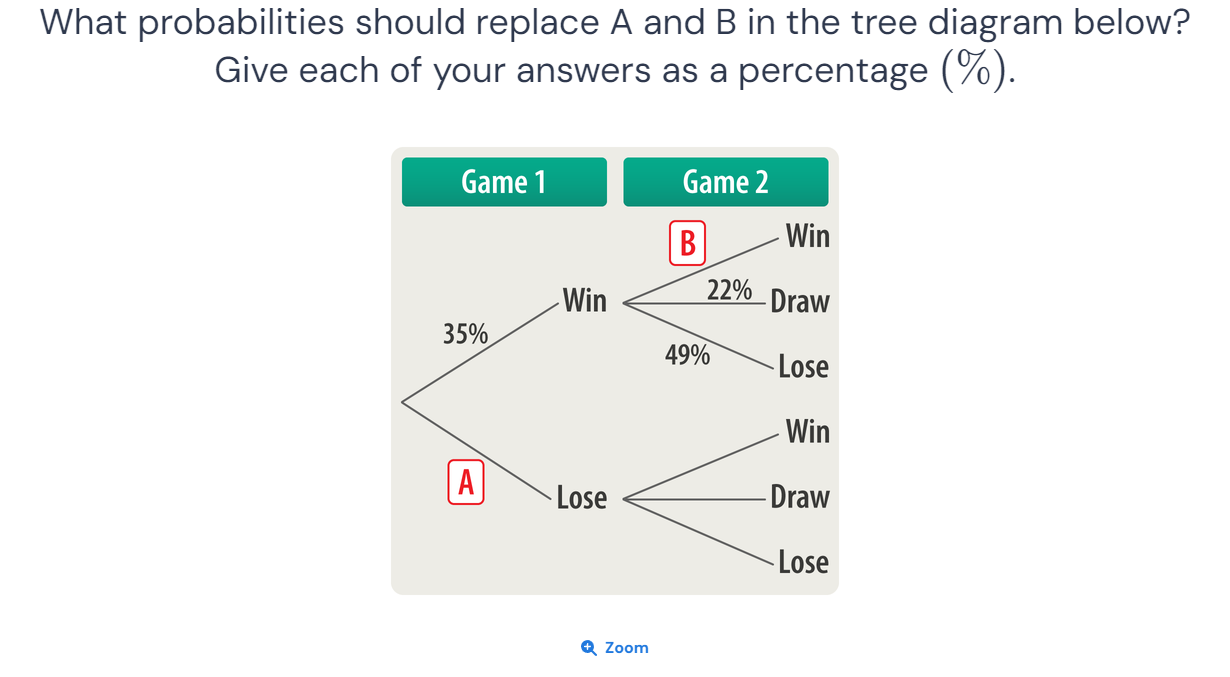 What probabilities should replace A and B in the tree diagram below?
Give each of your answers as a percentage (%).
Game 1
Game 2
B
Win
22%
Draw
Win
35%
49%
Lose
Win
A
Lose
Draw
Lose
Zoom